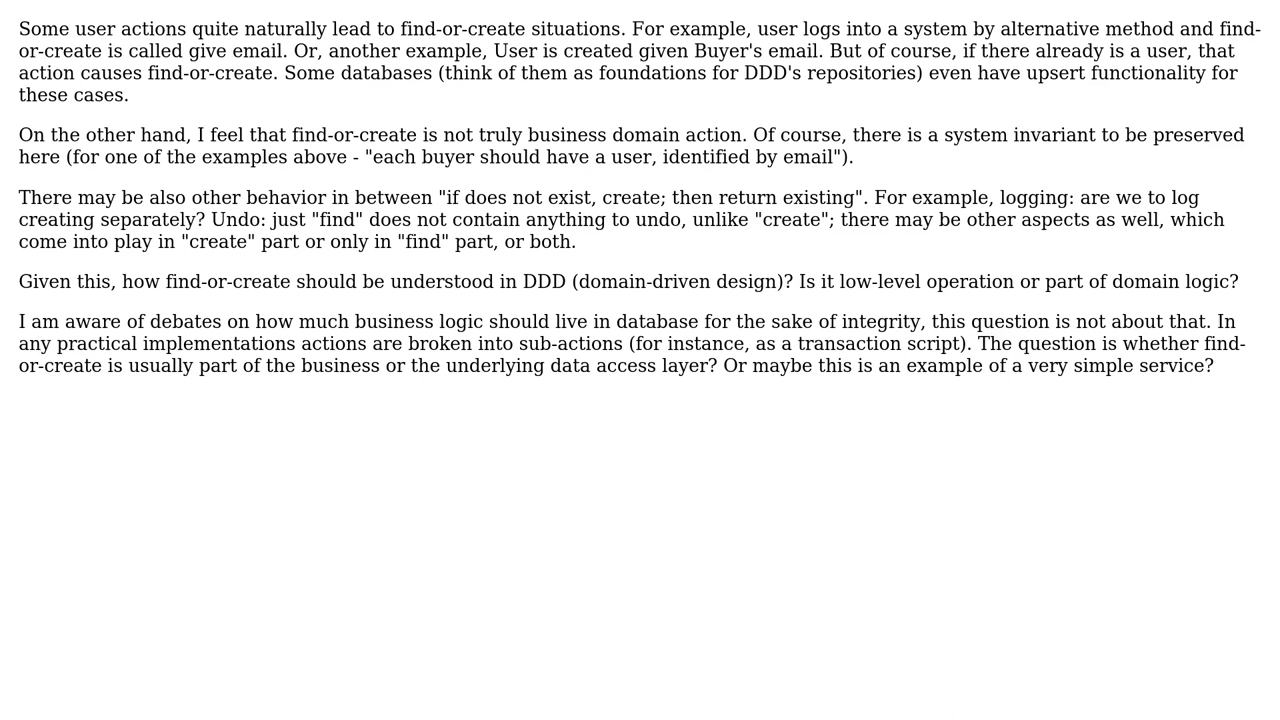 Some user actions quite naturally lead to find-or-create situations. For example, user logs into a system by alternative method and find-
or-create is called give email. Or, another example, User is created given Buyer's email. But of course, if there already is a user, that
action causes find-or-create. Some databases (think of them as foundations for DDD's repositories) even have upsert functionality for
these cases.
On the other hand, I feel that find-or-create is not truly business domain action. Of course, there is a system invariant to be preserved
here (for one of the examples above - "each buyer should have a user, identified by email").
There may be also other behavior in between "if does not exist, create; then return existing". For example, logging: are we to log
creating separately? Undo: just "find" does not contain anything to undo, unlike "create"; there may be other aspects as well, which
come into play in "create" part or only in "find" part, or both.
Given this, how find-or-create should be understood in DDD (domain-driven design)? Is it low-level operation or part of domain logic?
I am aware of debates on how much business logic should live in database for the sake of integrity, this question is not about that. In
any practical implementations actions are broken into sub-actions (for instance, as a transaction script). The question is whether find-
or-create is usually part of the business or the underlying data access layer? Or maybe this is an example of a very simple service?